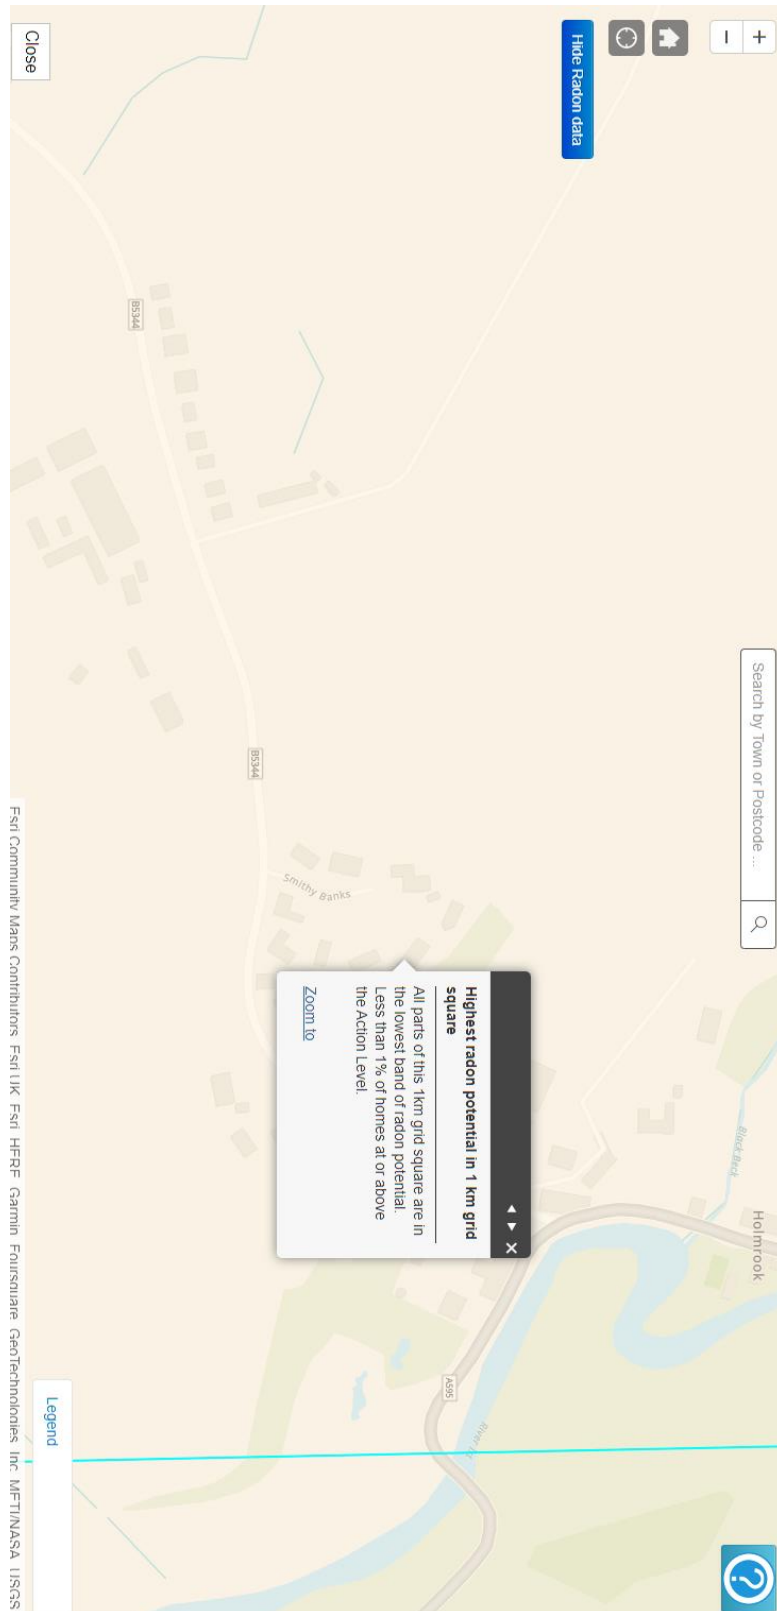 +
−
Hide Radon data
Search by Town or Postcode ...
Holmrook
Black Beck
B5344
B5344
Smithy Banks
Highest radon potential in 1 km grid
square
All parts of this 1km grid square are in
the lowest band of radon potential.
Less than 1% of homes at or above
the Action Level.
Zoom to
A595
River Irt
Legend
Close
Esri Community Maps Contributors Esri UK Esri HERE Garmin Foursquare GeoTechnologies Inc METI/NASA USGS